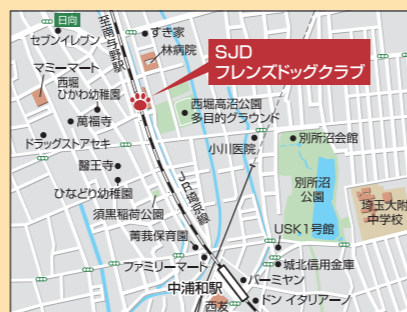 日向
至南与野駅
すき家
セブンイレブン
林病院
SJD
フレンズドッグクラブ
マミーマート
西堀
ひかわ幼稚園
萬福寺
西堀高沼公園
多目的グラウンド
ドラッグストアセキ
小川医院
別所沼会館
醫王寺
ひなどり幼稚園
JR埼京線
別所沼
公園
埼玉大附
中学校
須黒稲荷公園
USK1号館
菁莪保育園
ファミリーマート
城北信用金庫
中浦和駅
バーミヤン
西友
ドン イタリアーノ